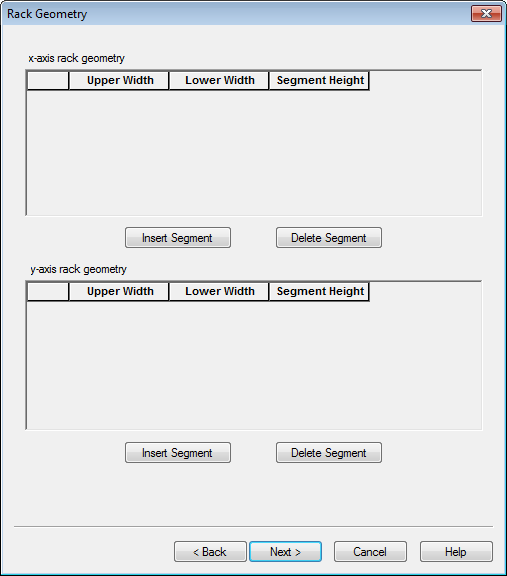 Rack Geometry
x-axis rack geometry
Upper Width Lower Width Segment Height
Insert Segment Delete Segment
y-axis rack geometry
Upper Width Lower Width Segment Height
Insert Segment Delete Segment
< Back Next > Cancel Help